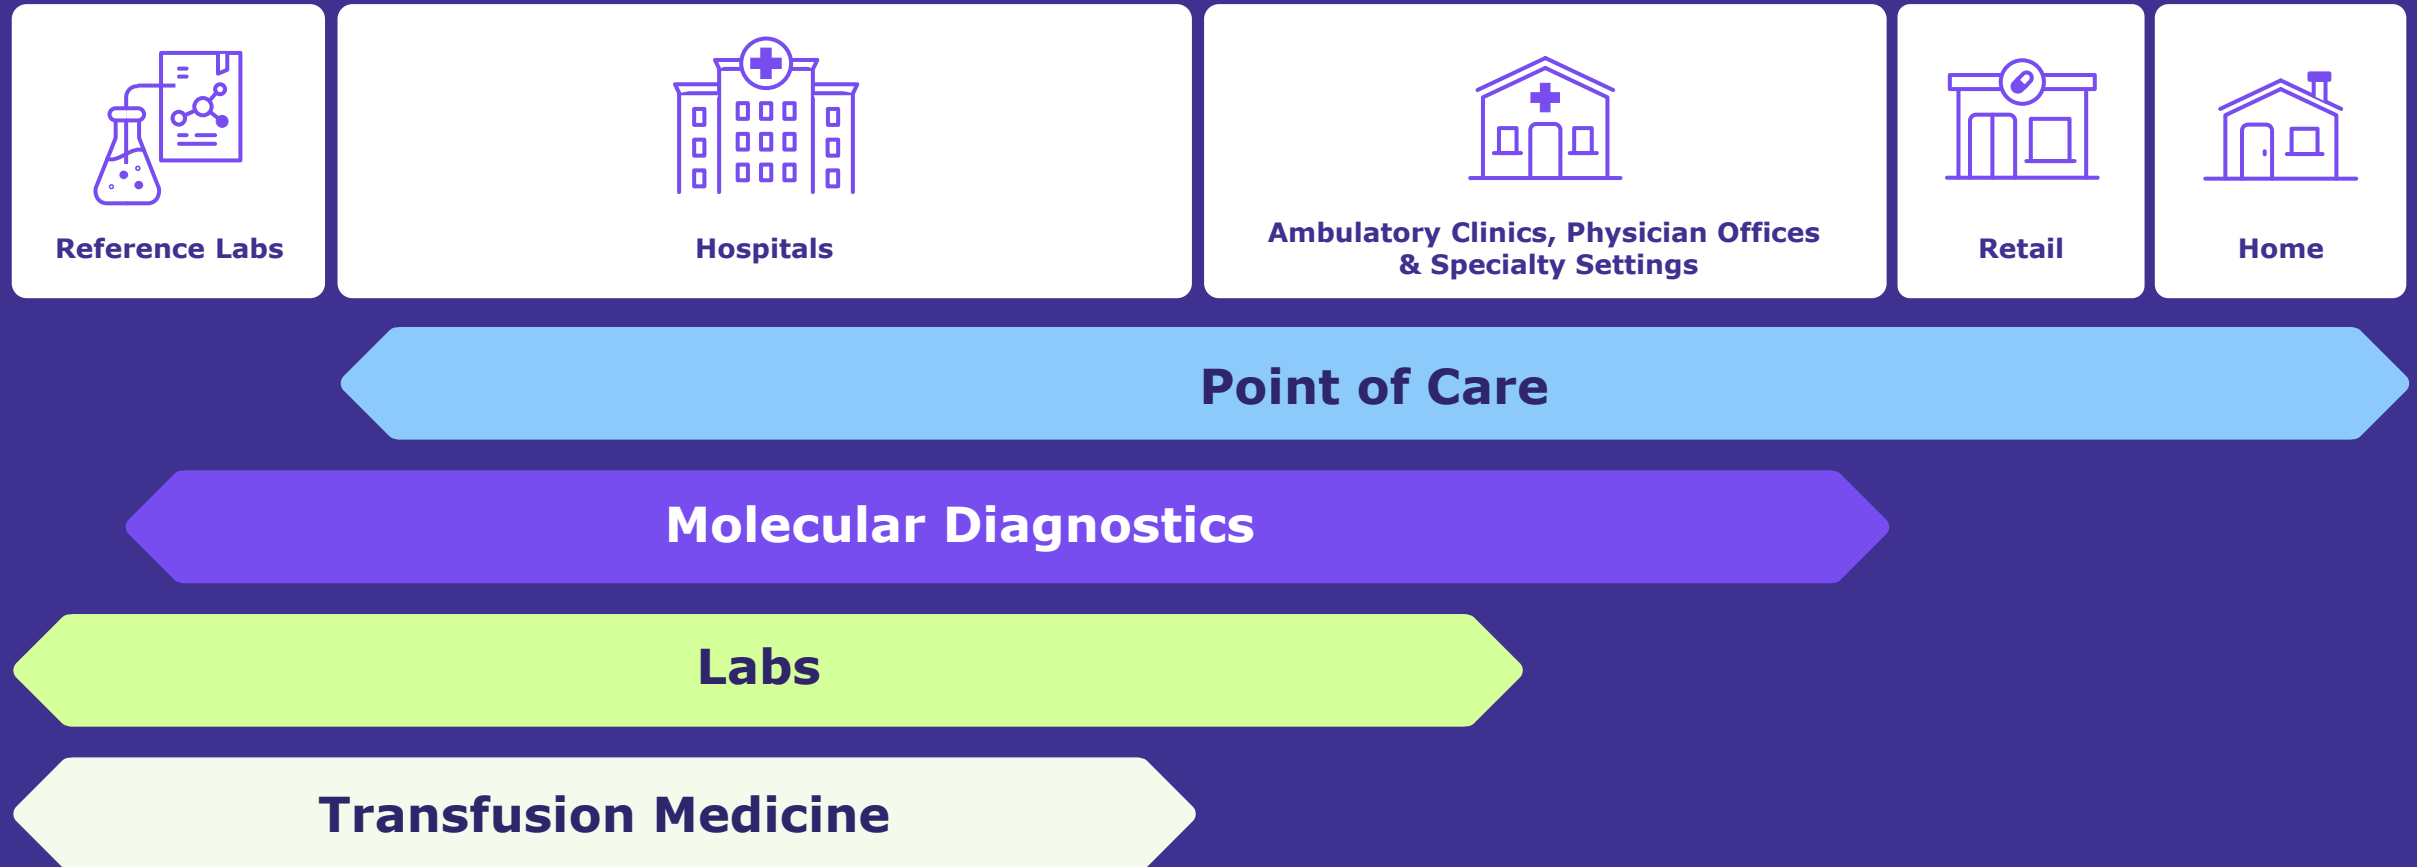 Reference Labs
Hospitals
Ambulatory Clinics, Physician Offices
& Specialty Settings
Retail
Home
Point of Care
Molecular Diagnostics
Labs
Transfusion Medicine